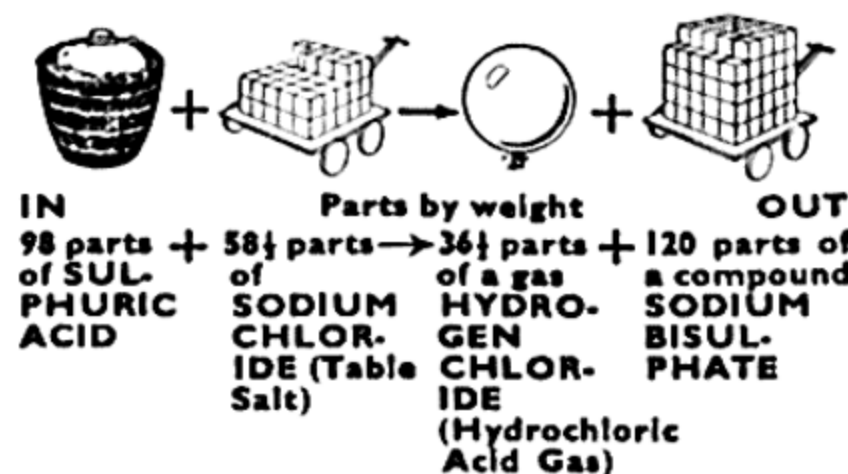 + → +
IN Parts by weight OUT
98 parts + 58½ parts → 36½ parts + 120 parts of
of SUL- of of a gas a compound
PHURIC SODIUM HYDRO- SODIUM
ACID CHLOR- GEN BISUL-
IDE (Table CHLOR- PHATE
Salt) IDE
(Hydrochloric
Acid Gas)